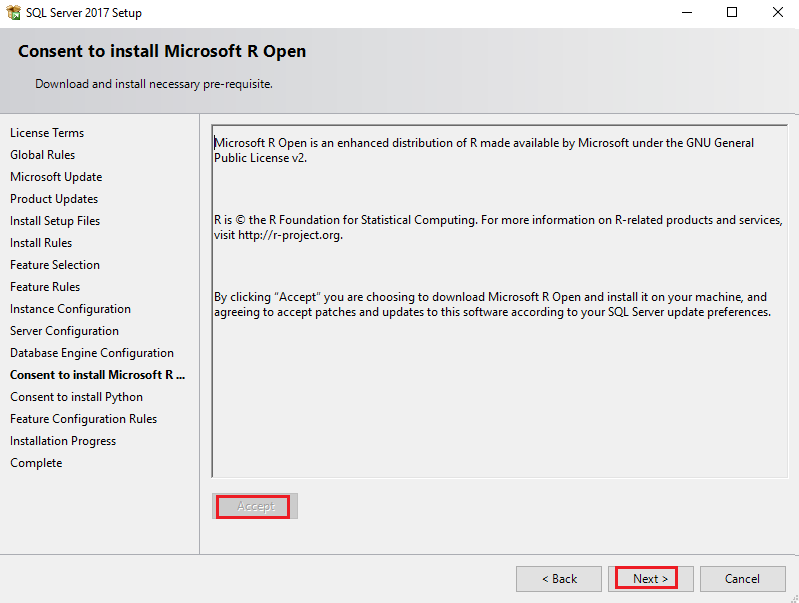 SQL Server 2017 Setup
Consent to install Microsoft R Open
Download and install necessary pre-requisite.
License Terms
Global Rules
Microsoft Update
Product Updates
Install Setup Files
Install Rules
Feature Selection
Feature Rules
Instance Configuration
Server Configuration
Database Engine Configuration
Consent to install Microsoft R ...
Consent to install Python
Feature Configuration Rules
Installation Progress
Complete
Microsoft R Open is an enhanced distribution of R made available by Microsoft under the GNU General
Public License v2.
R is © the R Foundation for Statistical Computing. For more information on R-related products and services,
visit http://r-project.org.
By clicking “Accept” you are choosing to download Microsoft R Open and install it on your machine, and
agreeing to accept patches and updates to this software according to your SQL Server update preferences.
Accept
< Back
Next >
Cancel